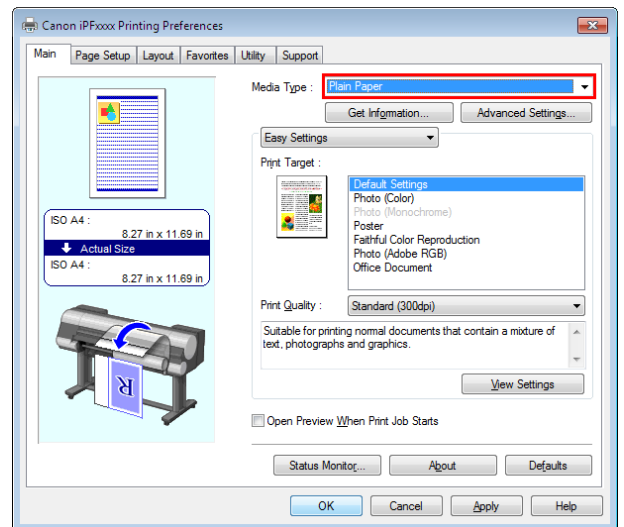 Canon iPFxxxx Printing Preferences
Main Page Setup Layout Favorites Utility Support
Media Type : Plain Paper
Get Information... Advanced Settings...
Easy Settings
Print Target :
Default Settings
Photo (Color)
Photo (Monochrome)
Poster
Faithful Color Reproduction
Photo (Adobe RGB)
Office Document
ISO A4 :
8.27 in x 11.69 in
Actual Size
ISO A4 :
8.27 in x 11.69 in
R
Print Quality : Standard (300dpi)
Suitable for printing normal documents that contain a mixture of
text, photographs and graphics.
View Settings
Open Preview When Print Job Starts
Status Monitor... About Defaults
OK Cancel Apply Help